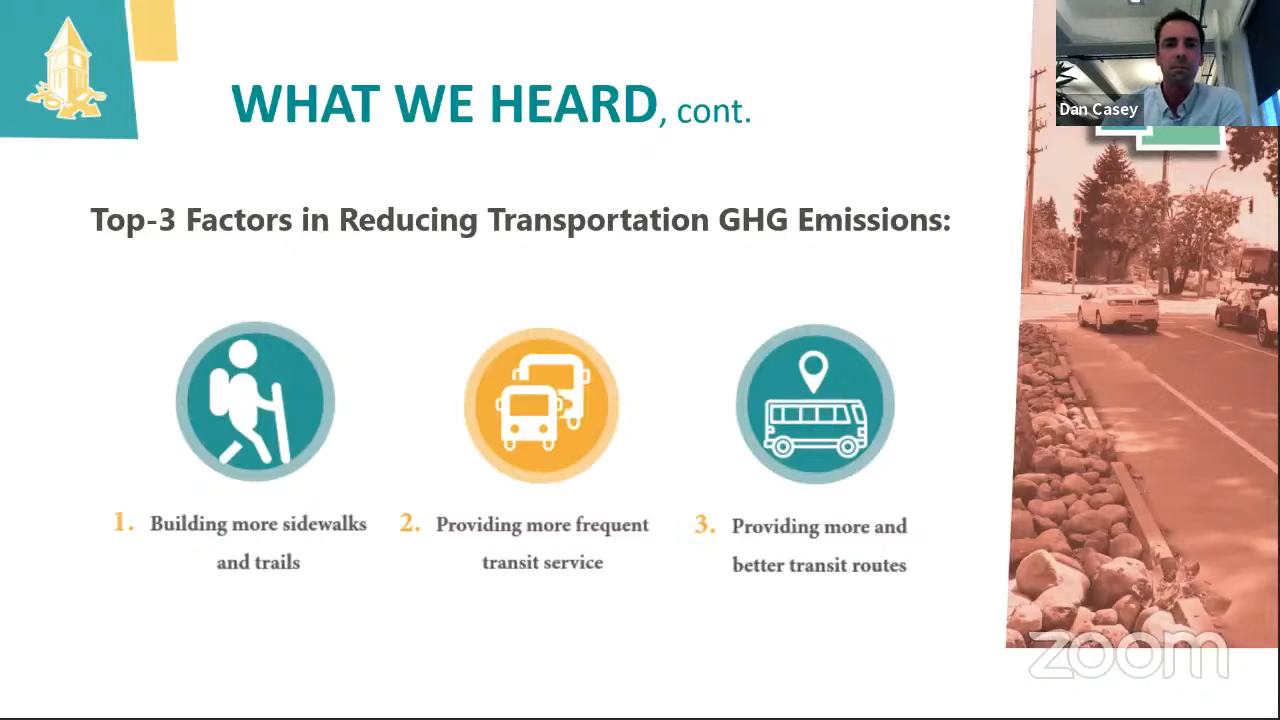 WHAT WE HEARD, cont.
Dan Casey
Top-3 Factors in Reducing Transportation GHG Emissions:
1. Building more sidewalks
and trails
2. Providing more frequent
transit service
3. Providing more and
better transit routes
zoom